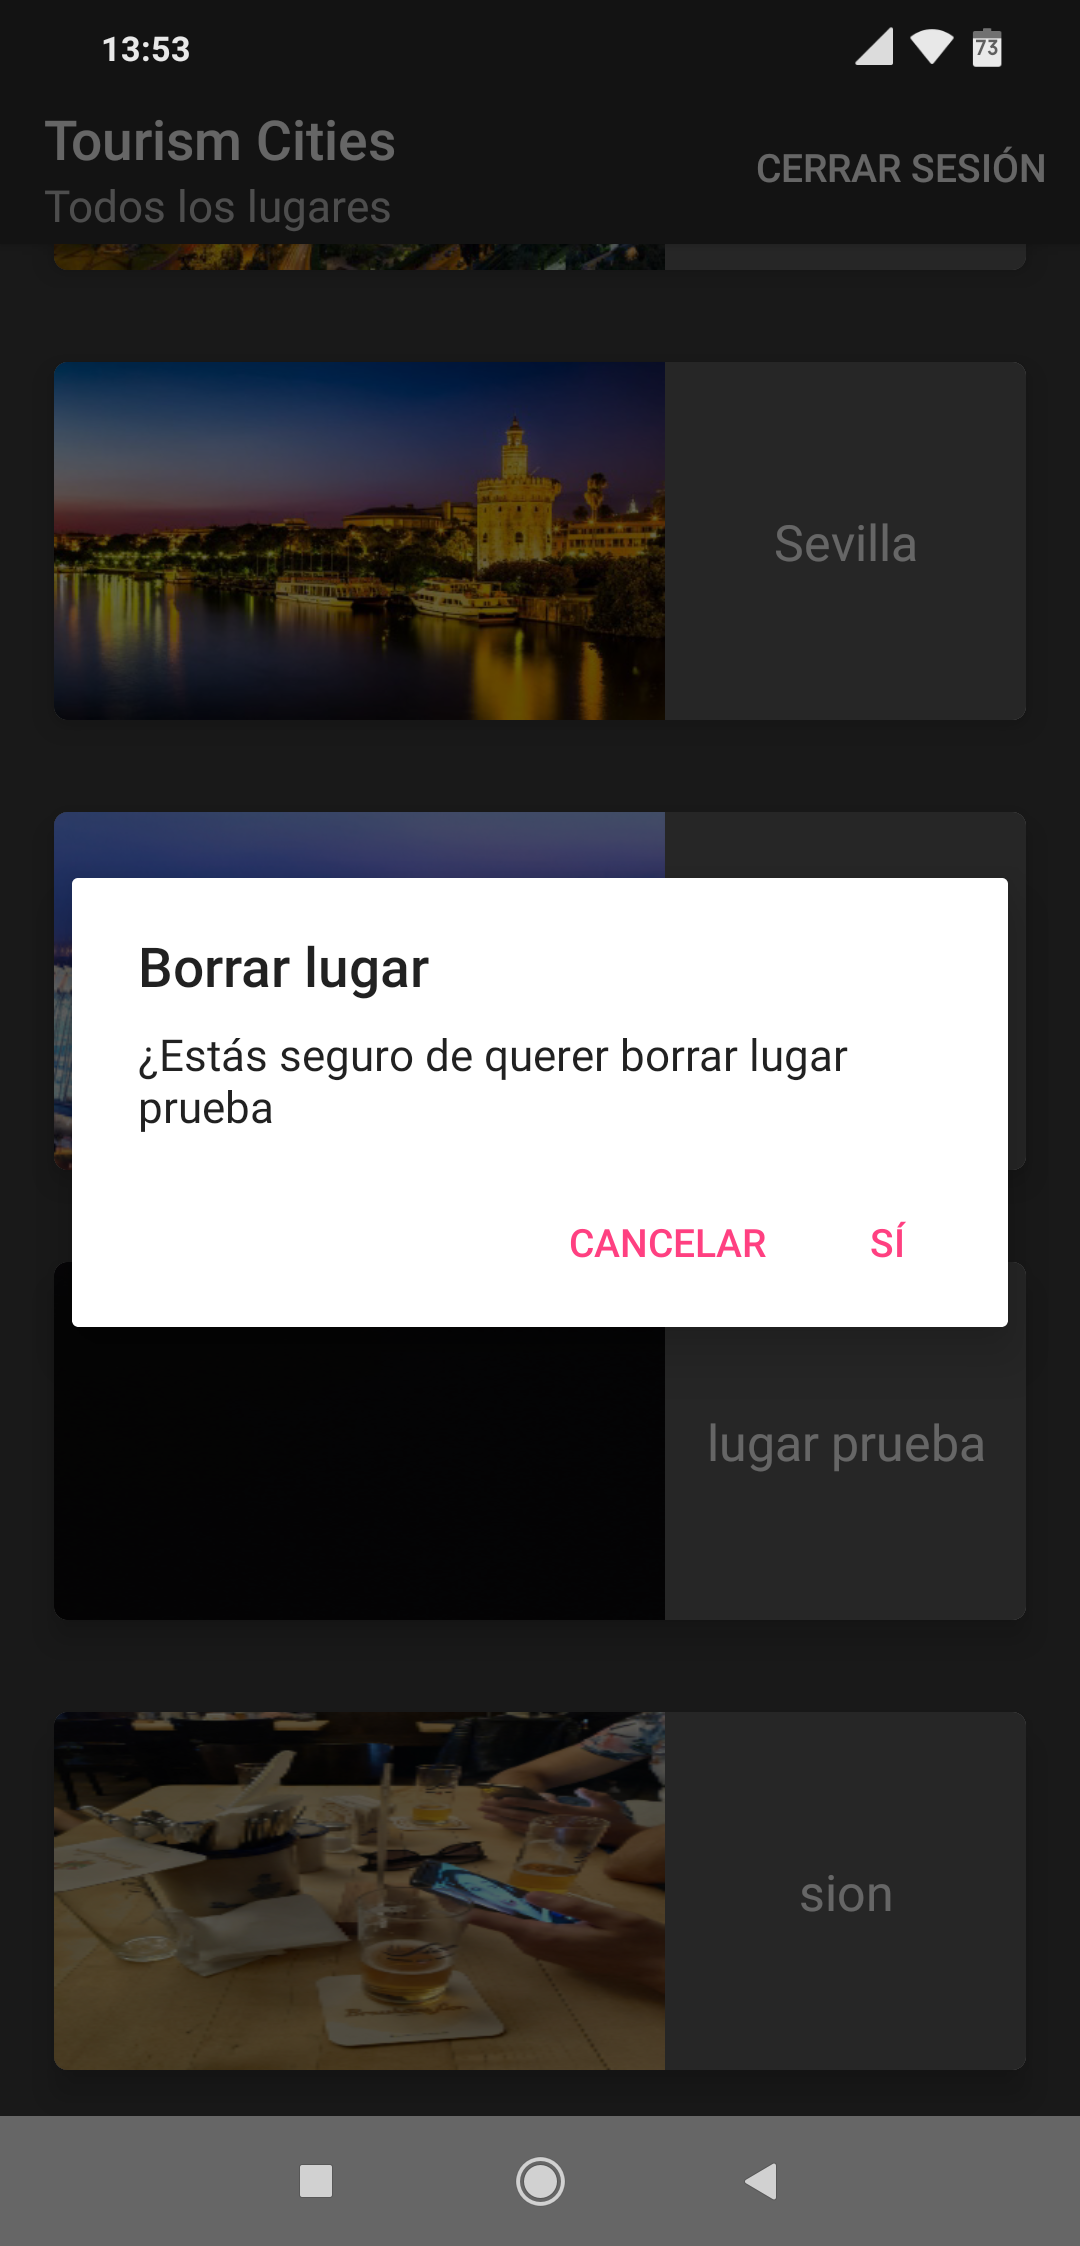 13:53
73
Tourism Cities
CERRAR SESIÓN
Todos los lugares
Sevilla
Borrar lugar
¿Estás seguro de querer borrar lugar
prueba
CANCELAR
SÍ
lugar prueba
sion